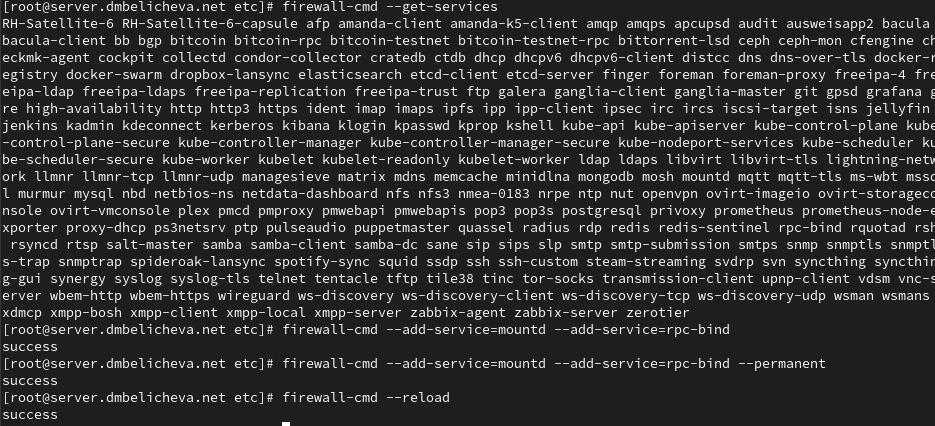 [root@server.dmbelicheva.net etc]# firewall-cmd --get-services
RH-Satellite-6 RH-Satellite-6-capsule afp amanda-client amanda-k5-client amqp amqps apcupsd audit ausweisapp2 bacula
bacula-client bb bgp bitcoin bitcoin-rpc bitcoin-testnet bitcoin-testnet-rpc bittorrent-lsd ceph ceph-mon cfengine ch
eckmk-agent cockpit collectd condor-collector cratedb ctdb dhcp dhcpv6 dhcpv6-client distcc dns dns-over-tls docker-r
egistry docker-swarm dropbox-lansync elasticsearch etcd-client etcd-server finger foreman foreman-proxy freeipa-4 fre
eipa-ldap freeipa-ldaps freeipa-replication freeipa-trust ftp galera ganglia-client ganglia-master git gpsd grafana g
re high-availability http http3 https ident imap imaps ipfs ipp ipp-client ipsec irc ircs iscsi-target isns jellyfin
jenkins kadmin kdeconnect kerberos kibana klogin kpasswd kprop kshell kube-api kube-apiserver kube-control-plane kube
-control-plane-secure kube-controller-manager kube-controller-manager-secure kube-nodeport-services kube-scheduler ku
be-scheduler-secure kube-worker kubelet kubelet-readonly kubelet-worker ldap ldaps libvirt libvirt-tls lightning-netw
ork llmnr llmnr-tcp llmnr-udp managesieve matrix mdns memcache minidlna mongodb mosh mountd mqtt mqtt-tls ms-wbt mssq
l murmur mysql nbd netbios-ns netdata-dashboard nfs nfs3 nmea-0183 nrpe ntp nut openvpn ovirt-imageio ovirt-storageco
nsole ovirt-vmconsole plex pmcd pmproxy pmwebapi pmwebapis pop3 pop3s postgresql privoxy prometheus prometheus-node-e
xporter proxy-dhcp ps3netsrv ptp pulseaudio puppetmaster quassel radius rdp redis redis-sentinel rpc-bind rquotad rsh
rsyncd rtsp salt-master samba samba-client samba-dc sane sip sips slp smtp smtp-submission smtps snmp snmptls snmptl
s-trap snmptrap spideroak-lansync spotify-sync squid ssdp ssh ssh-custom steam-streaming svdrp svn syncthing syncthin
g-gui synergy syslog syslog-tls telnet tentacle tftp tile38 tinc tor-socks transmission-client upnp-client vdsm vnc-s
erver wbem-http wbem-https wireguard ws-discovery ws-discovery-client ws-discovery-tcp ws-discovery-udp wsman wsmans
xdmcp xmpp-bosh xmpp-client xmpp-local xmpp-server zabbix-agent zabbix-server zerotier
[root@server.dmbelicheva.net etc]# firewall-cmd --add-service=mountd --add-service=rpc-bind
success
[root@server.dmbelicheva.net etc]# firewall-cmd --add-service=mountd --add-service=rpc-bind --permanent
success
[root@server.dmbelicheva.net etc]# firewall-cmd --reload
success